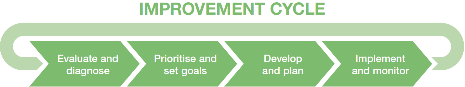 IMPROVEMENT CYCLE
Evaluate and
diagnose
Prioritise and
set goals
Develop
and plan
Implement
and monitor